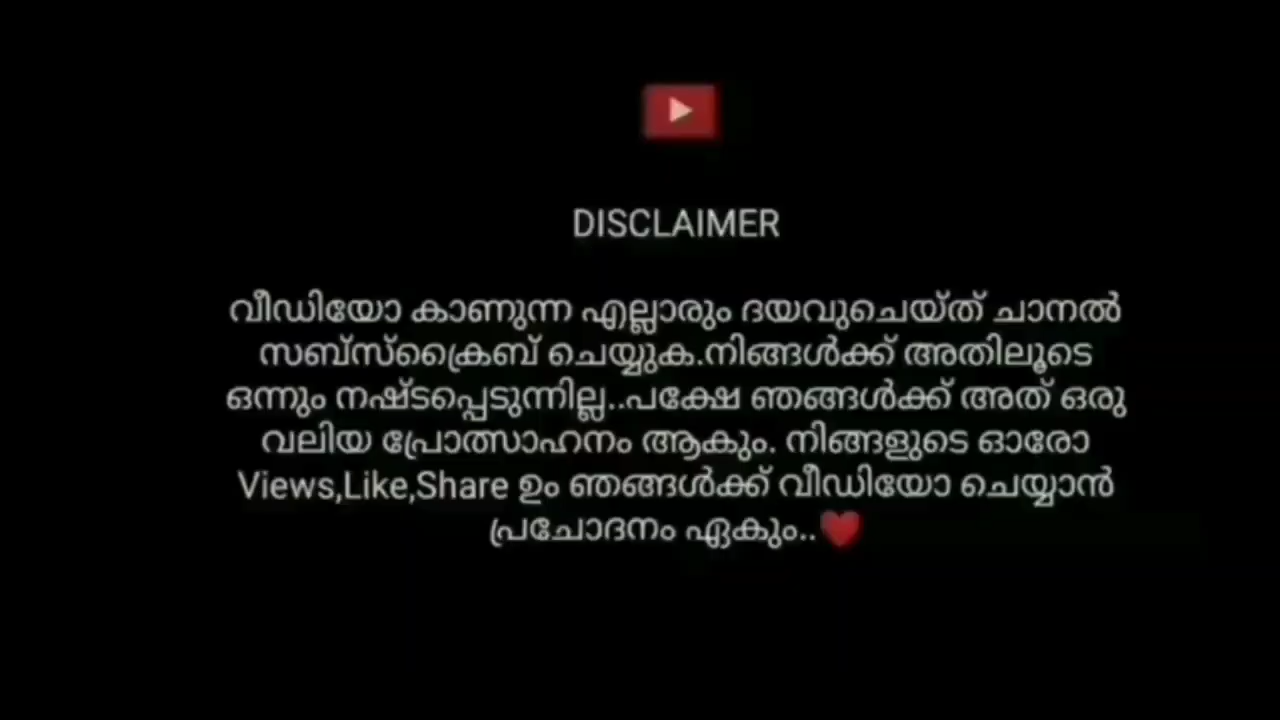 DISCLAIMER
വീഡിയോ കാണുന്ന എല്ലാരും ദയവുചെയ്ത് ചാനൽ
സബ്സ്ക്രൈബ് ചെയ്യുക.നിങ്ങൾക്ക് അതിലൂടെ
ഒന്നും നഷ്ടപ്പെടുന്നില്ല..പക്ഷേ ഞങ്ങൾക്ക് അത് ഒരു
വലിയ പ്രോത്സാഹനം ആകും. നിങ്ങളുടെ ഓരോ
Views,Like,Share ഉം ഞങ്ങൾക്ക് വീഡിയോ ചെയ്യാൻ
പ്രചോദനം ഏകും..❤️